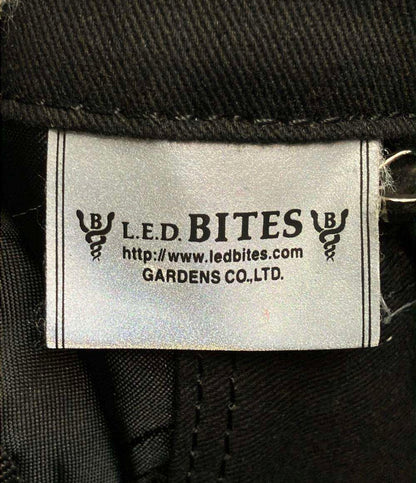 B L.E.D. BITES B
http://www.ledbites.com
GARDENS CO.,LTD.